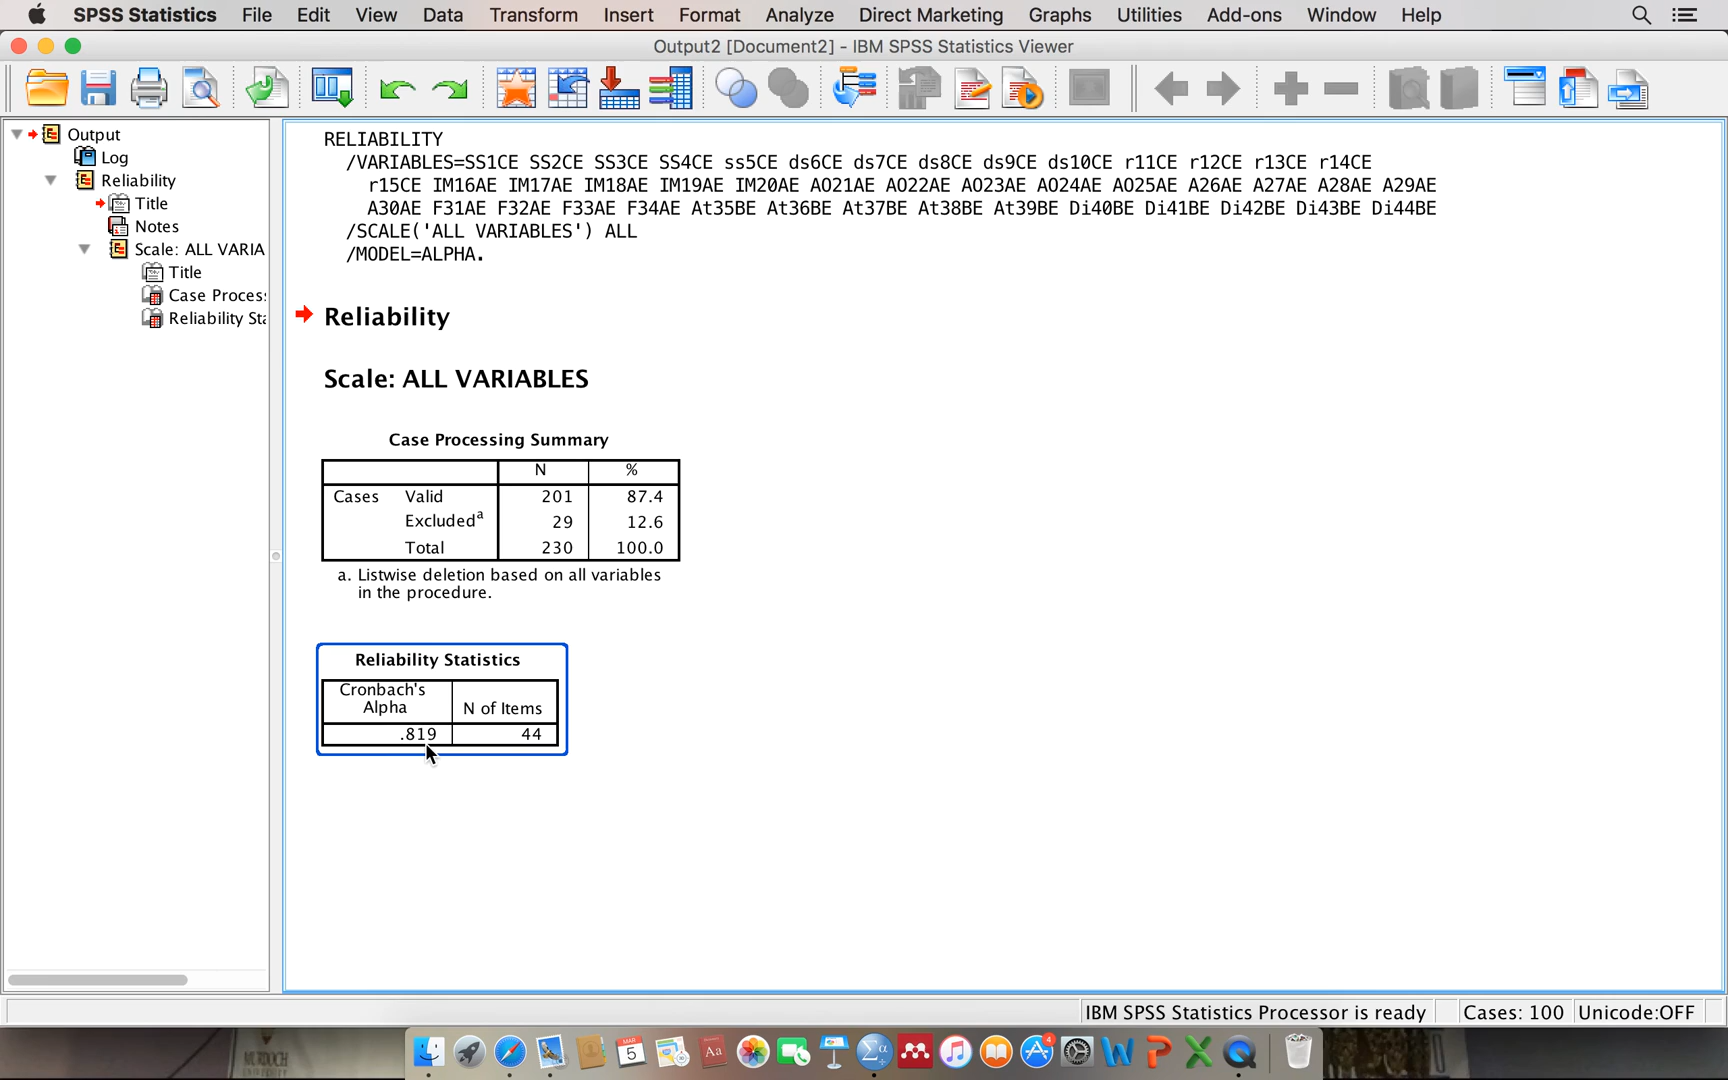 SPSS Statistics File Edit View Data Transform Insert Format Analyze Direct Marketing Graphs Utilities Add-ons Window Help
Output2 [Document2] - IBM SPSS Statistics Viewer
Output
Log
Reliability
Title
Notes
Scale: ALL VARIA
Title
Case Proces
Reliability Sta
RELIABILITY
/VARIABLES=SS1CE SS2CE SS3CE SS4CE ss5CE ds6CE ds7CE ds8CE ds9CE ds10CE r11CE r12CE r13CE r14CE
r15CE IM16AE IM17AE IM18AE IM19AE IM20AE AO21AE AO22AE AO23AE AO24AE AO25AE A26AE A27AE A28AE A29AE
A30AE F31AE F32AE F33AE F34AE At35BE At36BE At37BE At38BE At39BE Di40BE Di41BE Di42BE Di43BE Di44BE
/SCALE('ALL VARIABLES') ALL
/MODEL=ALPHA.
Reliability
Scale: ALL VARIABLES
Case Processing Summary
N %
Cases Valid 201 87.4
Excludeda 29 12.6
Total 230 100.0
a. Listwise deletion based on all variables
in the procedure.
Reliability Statistics
Cronbach's
Alpha N of Items
.819 44
IBM SPSS Statistics Processor is ready Cases: 100 Unicode:OFF
MURDOCH
UNIVERSITY
MAR
5
Aa
4